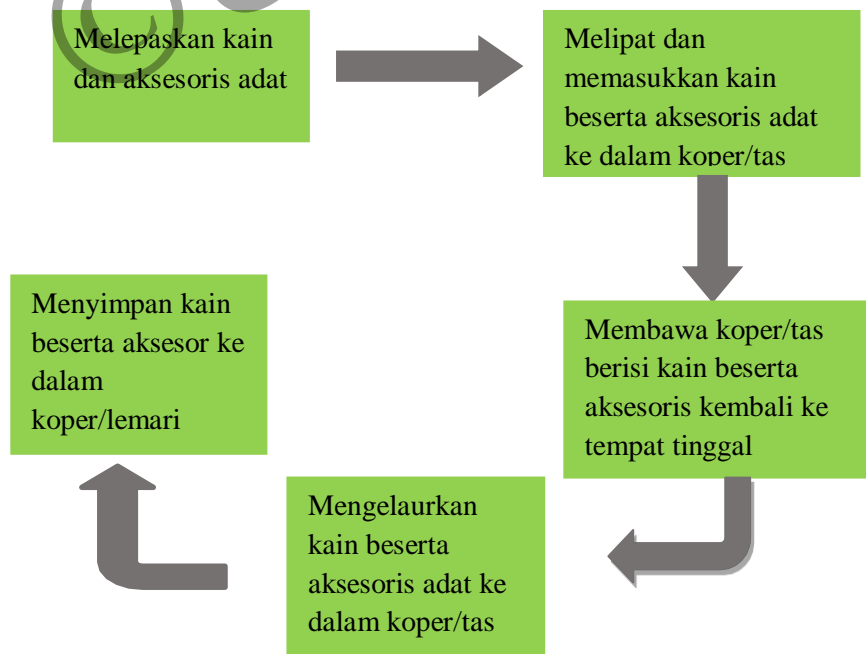 Melepaskan kain
dan aksesoris adat
Melipat dan
memasukkan kain
beserta aksesoris adat
ke dalam koper/tas
Membawa koper/tas
berisi kain beserta
aksesoris kembali ke
tempat tinggal
Mengelaurkan
kain beserta
aksesoris adat ke
dalam koper/tas
Menyimpan kain
beserta aksesor ke
dalam
koper/lemari